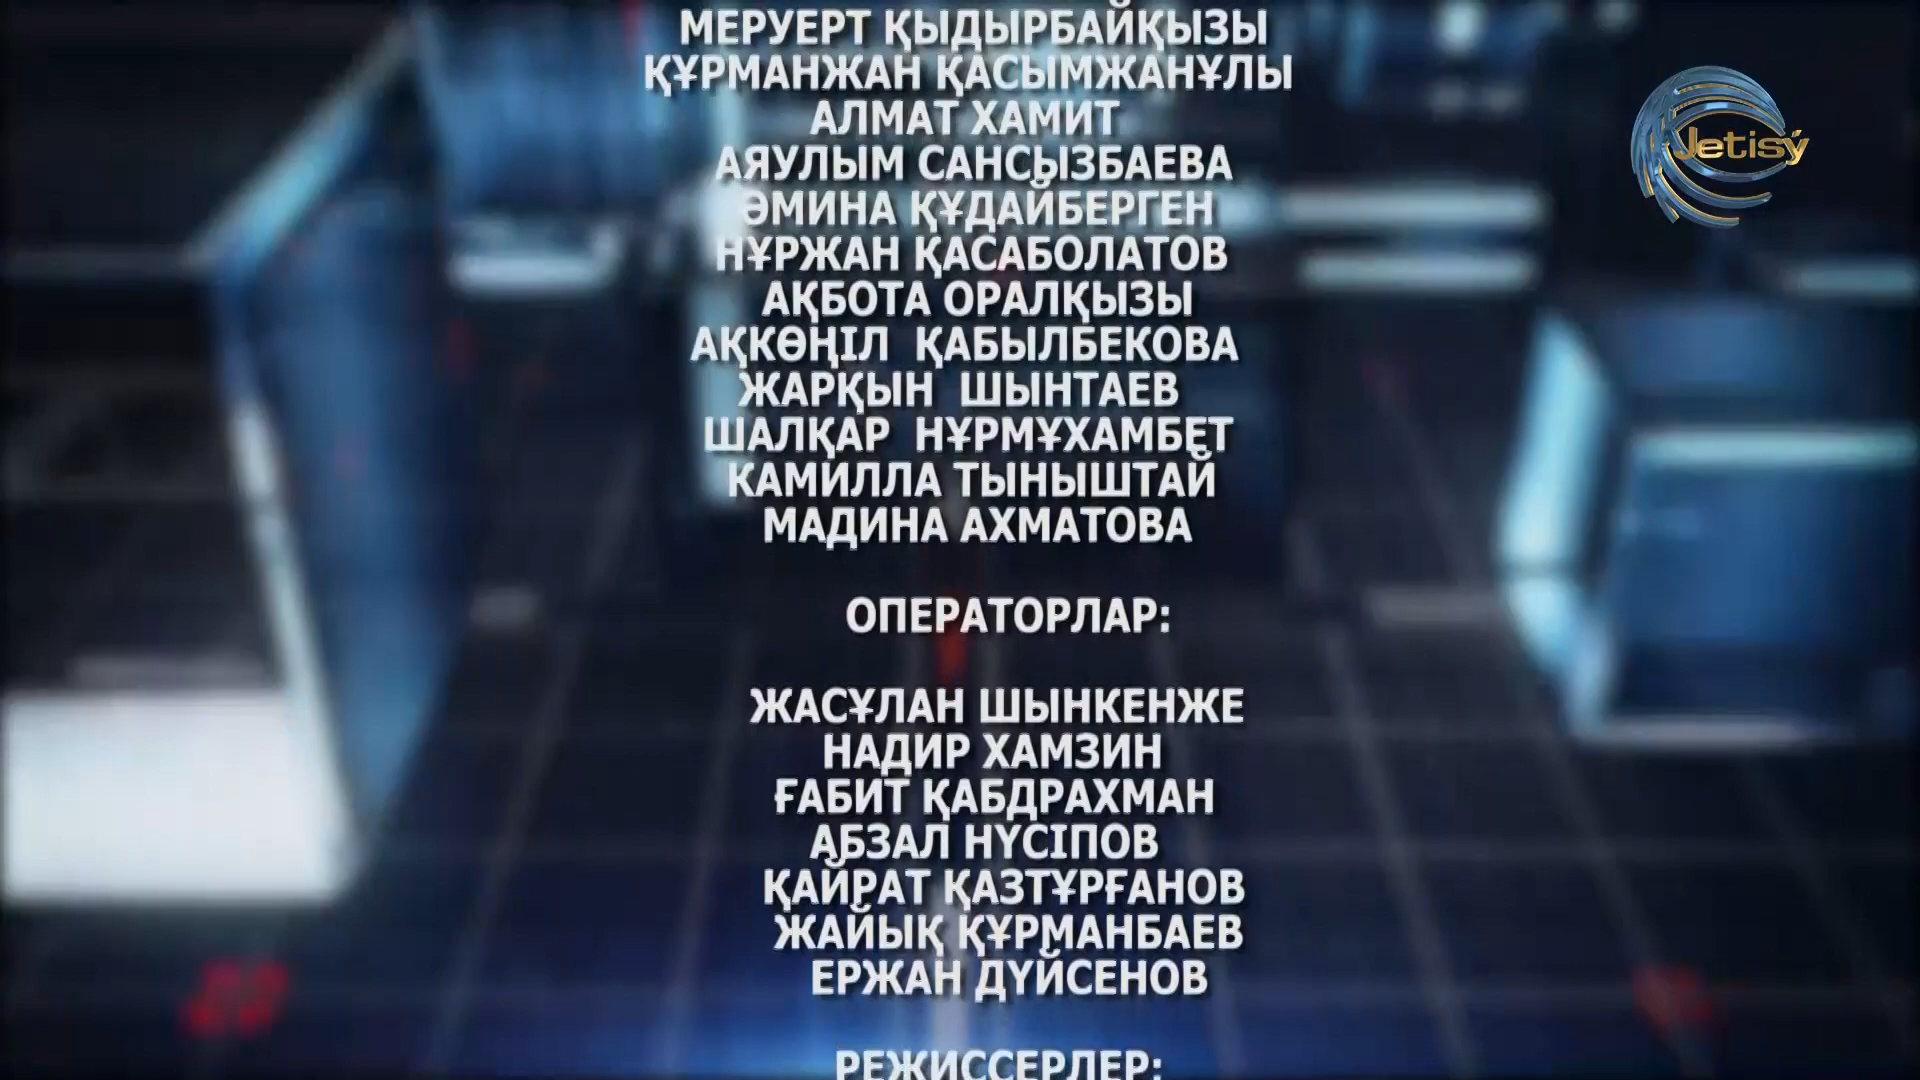 МЕРУЕРТ ҚЫДЫРБАЙҚЫЗЫ
ҚҰРМАНЖАН ҚАСЫМЖАНҰЛЫ
АЛМАТ ХАМИТ
АЯУЛЫМ САНСЫЗБАЕВА
ӘМИНА ҚҰДАЙБЕРГЕН
НҰРЖАН ҚАСАБОЛАТОВ
АҚБОТА ОРАЛҚЫЗЫ
АҚКӨҢІЛ ҚАБЫЛБЕКОВА
ЖАРҚЫН ШЫНТАЕВ
ШАЛҚАР НҰРМҰХАМБЕТ
КАМИЛЛА ТЫНЫШТАЙ
МАДИНА АХМАТОВА
ОПЕРАТОРЛАР:
ЖАСҰЛАН ШЫНКЕНЖЕ
НАДИР ХАМЗИН
ҒАБИТ ҚАБДРАХМАН
АБЗАЛ НҮСІПОВ
ҚАЙРАТ ҚАЗТҰРҒАНОВ
ЖАЙЫҚ ҚҰРМАНБАЕВ
ЕРЖАН ДҮЙСЕНОВ
РЕЖИССЕРЛЕР:
Jetisý